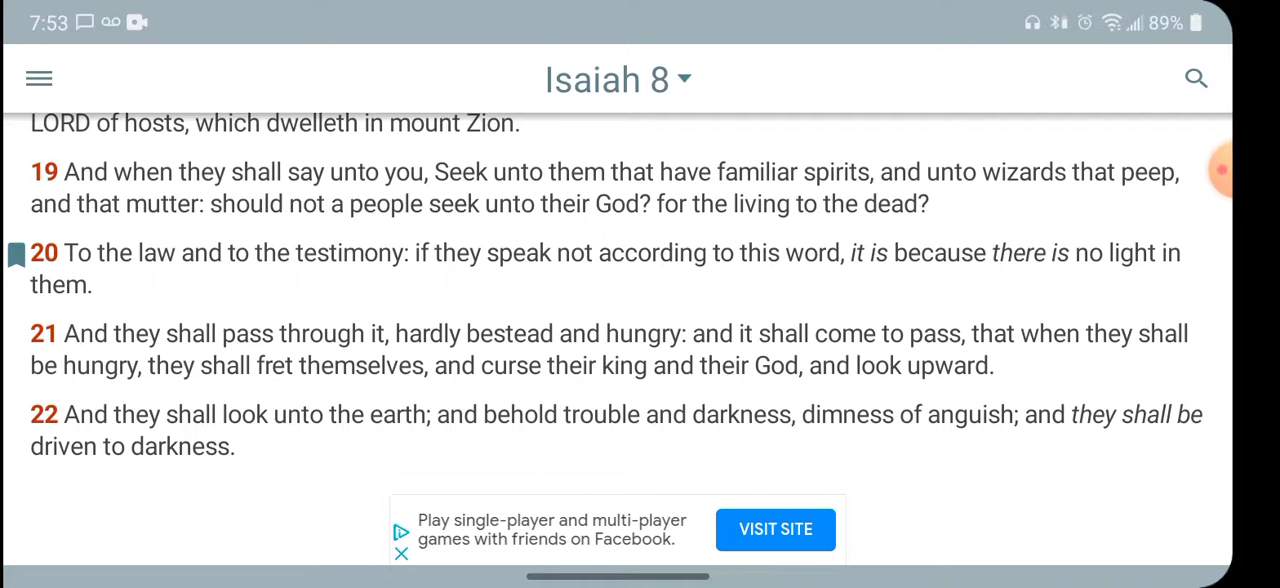 7:53
89%
Isaiah 8
LORD of hosts, which dwelleth in mount Zion.
19 And when they shall say unto you, Seek unto them that have familiar spirits, and unto wizards that peep,
and that mutter: should not a people seek unto their God? for the living to the dead?
20 To the law and to the testimony: if they speak not according to this word, it is because there is no light in
them.
21 And they shall pass through it, hardly bestead and hungry: and it shall come to pass, that when they shall
be hungry, they shall fret themselves, and curse their king and their God, and look upward.
22 And they shall look unto the earth; and behold trouble and darkness, dimness of anguish; and they shall be
driven to darkness.
Play single-player and multi-player
games with friends on Facebook.
VISIT SITE